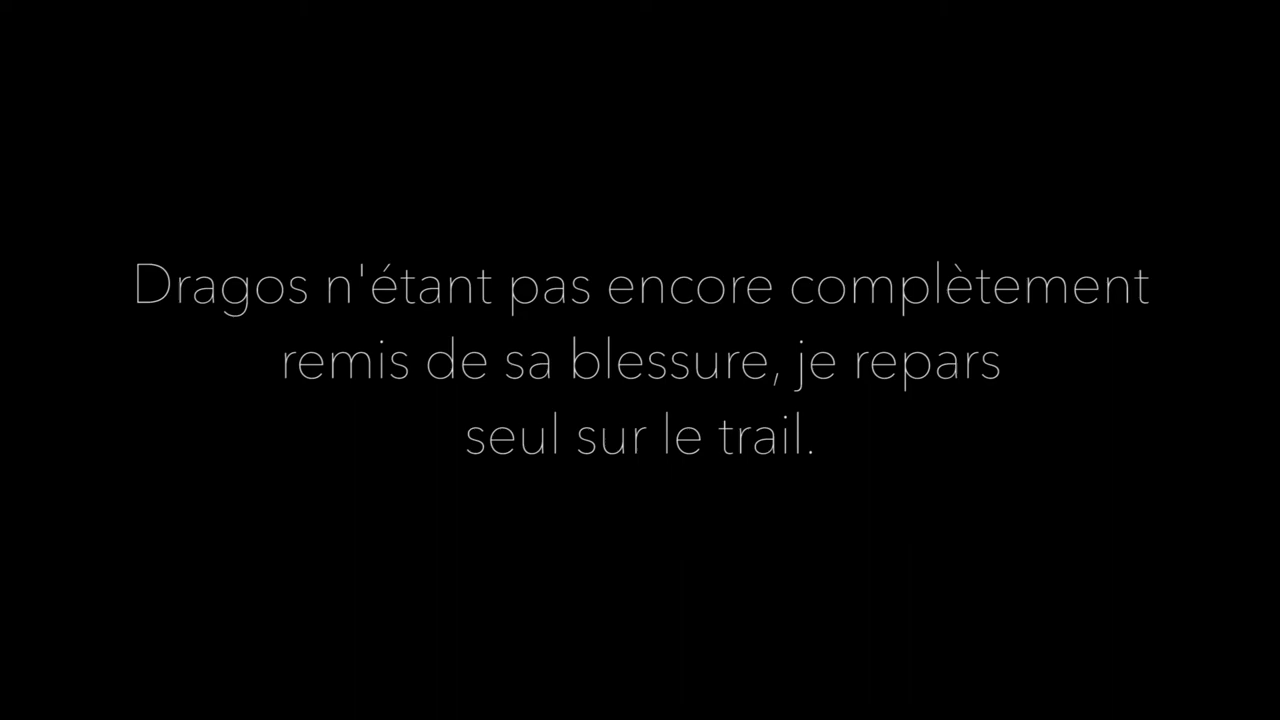 Dragos n'étant pas encore complètement
remis de sa blessure, je repars
seul sur le trail.